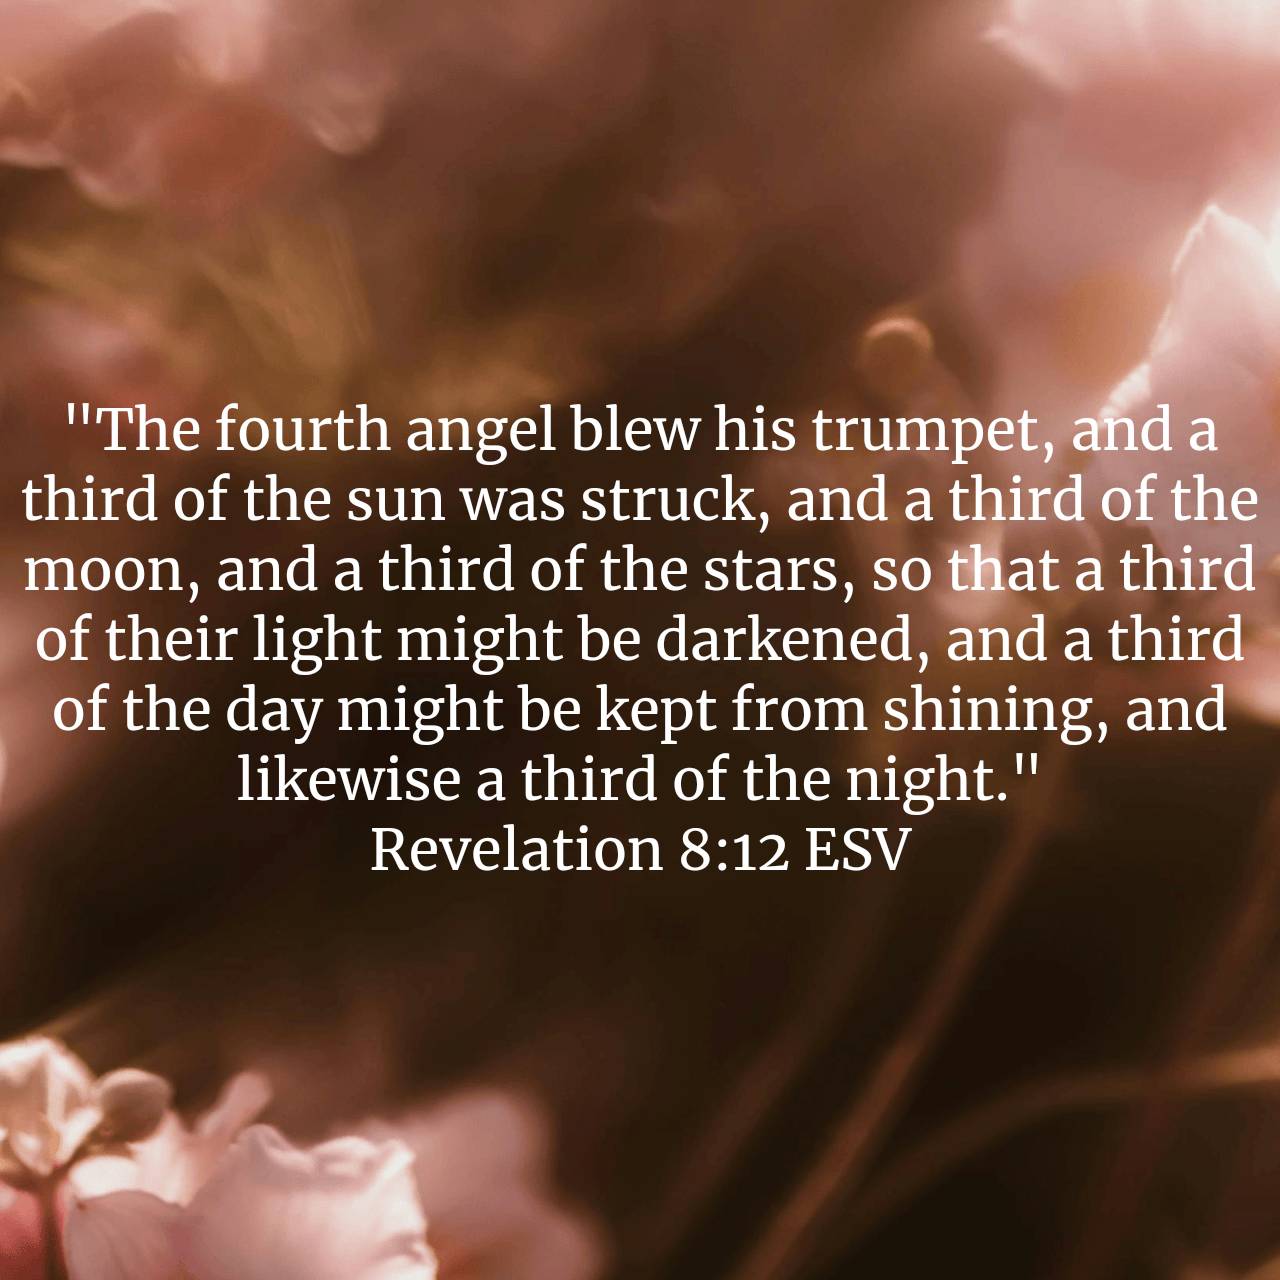 "The fourth angel blew his trumpet, and a
third of the sun was struck, and a third of the
moon, and a third of the stars, so that a third
of their light might be darkened, and a third
of the day might be kept from shining, and
likewise a third of the night."
Revelation 8:12 ESV